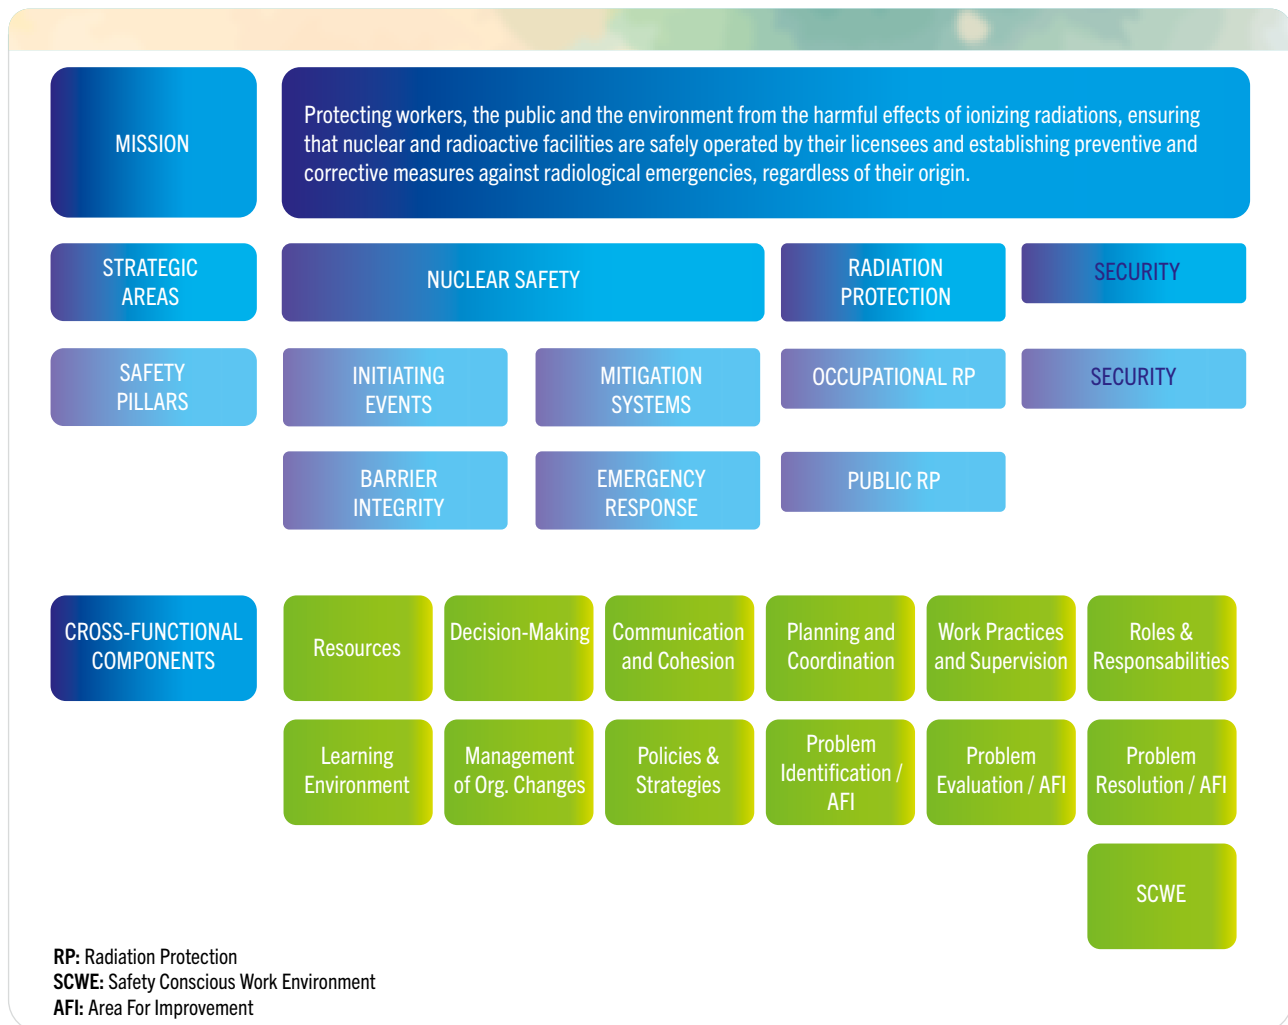 MISSION
Protecting workers, the public and the environment from the harmful effects of ionizing radiations, ensuring
that nuclear and radioactive facilities are safely operated by their licensees and establishing preventive and
corrective measures against radiological emergencies, regardless of their origin.
STRATEGIC
AREAS
NUCLEAR SAFETY
RADIATION
PROTECTION
SECURITY
SAFETY
PILLARS
INITIATING
EVENTS
MITIGATION
SYSTEMS
OCCUPATIONAL RP
SECURITY
BARRIER
INTEGRITY
EMERGENCY
RESPONSE
PUBLIC RP
CROSS-FUNCTIONAL
COMPONENTS
Resources
Decision-Making
Communication
and Cohesion
Planning and
Coordination
Work Practices
and Supervision
Roles &
Responsabilities
Learning
Environment
Management
of Org. Changes
Policies &
Strategies
Problem
Identification /
AFI
Problem
Evaluation / AFI
Problem
Resolution / AFI
SCWE
RP: Radiation Protection
SCWE: Safety Conscious Work Environment
AFI: Area For Improvement